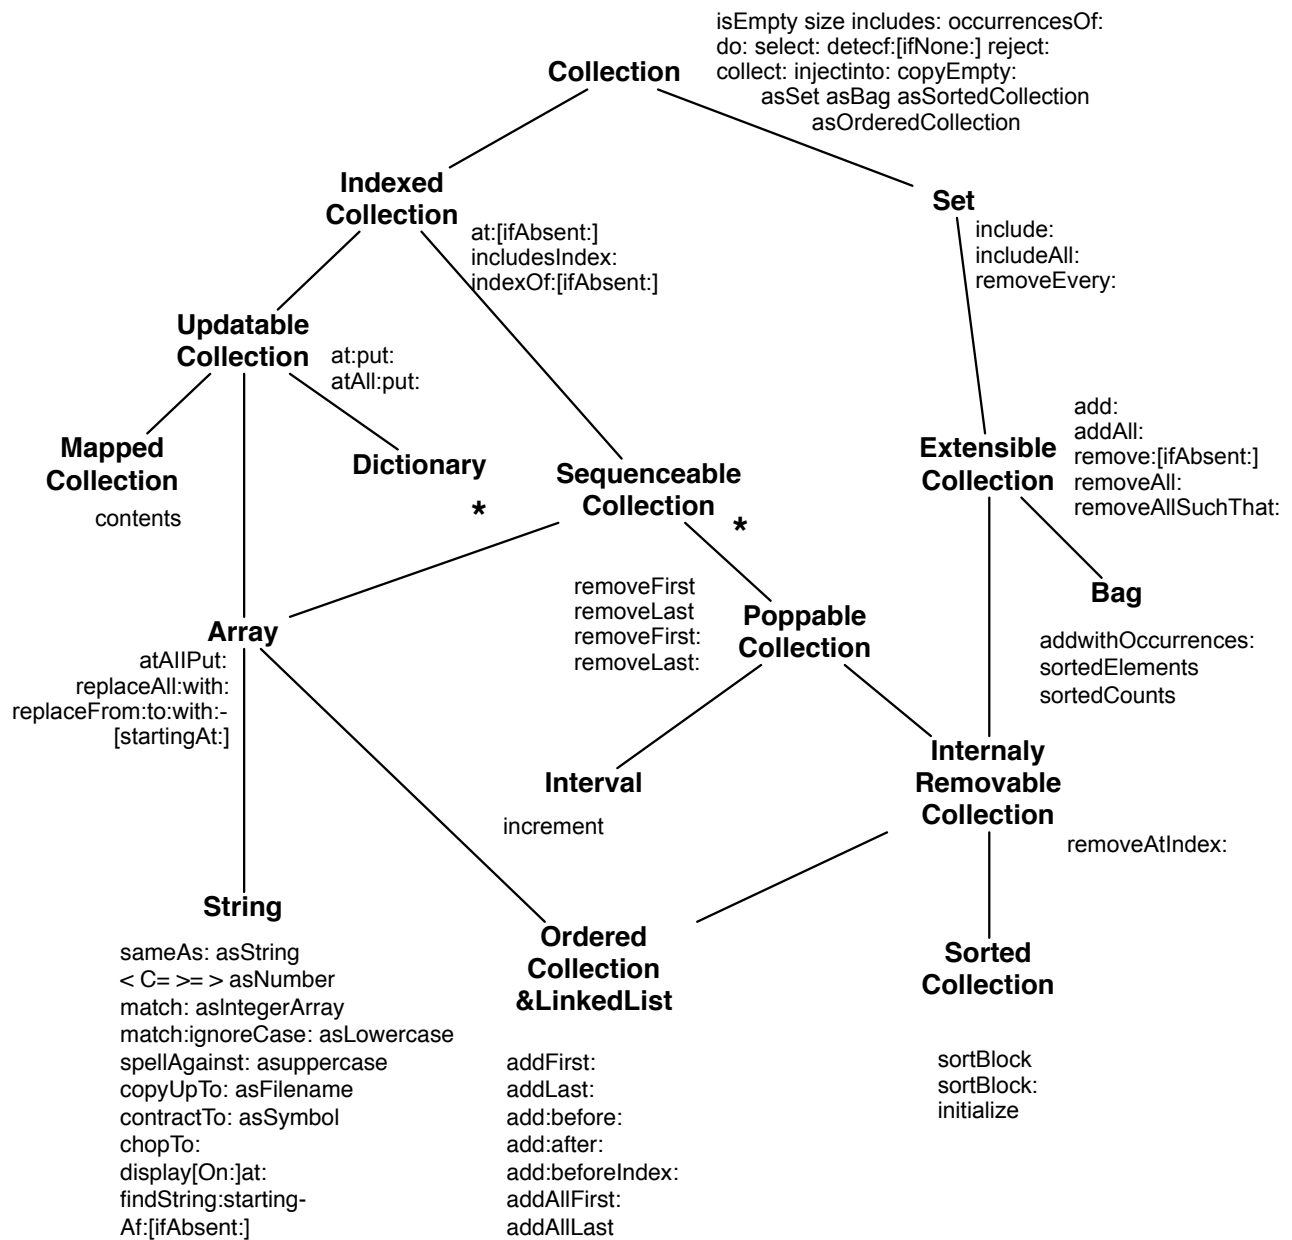 isEmpty size includes: occurrencesOf:
do: select: detecf:[ifNone:] reject:
Collection
collect: injectinto: copyEmpty:
asSet asBag asSortedCollection
asOrderedCollection
Indexed
Collection
Set
at:[ifAbsent:]
includesIndex:
indexOf:[ifAbsent:]
include:
includeAll:
removeEvery:
Updatable
Collection
at:put:
atAll:put:
Mapped
Collection
contents
Dictionary
*
Sequenceable
Collection
*
Extensible
Collection
add:
addAll:
remove:[ifAbsent:]
removeAll:
removeAllSuchThat:
removeFirst
removeLast
removeFirst:
removeLast:
Poppable
Collection
Bag
addwithOccurrences:
sortedElements
sortedCounts
Array
atAIIPut:
replaceAll:with:
replaceFrom:to:with:-
[startingAt:]
Interval
increment
Internaly
Removable
Collection
removeAtIndex:
String
sameAs: asString
< C= >= > asNumber
match: aslntegerArray
match:ignoreCase: asLowercase
spellAgainst: asuppercase
copyUpTo: asFilename
contractTo: asSymbol
chopTo:
display[On:]at:
findString:starting-
Af:[ifAbsent:]
Ordered
Collection
&LinkedList
addFirst:
addLast:
add:before:
add:after:
add:beforeIndex:
addAllFirst:
addAllLast
Sorted
Collection
sortBlock
sortBlock:
initialize